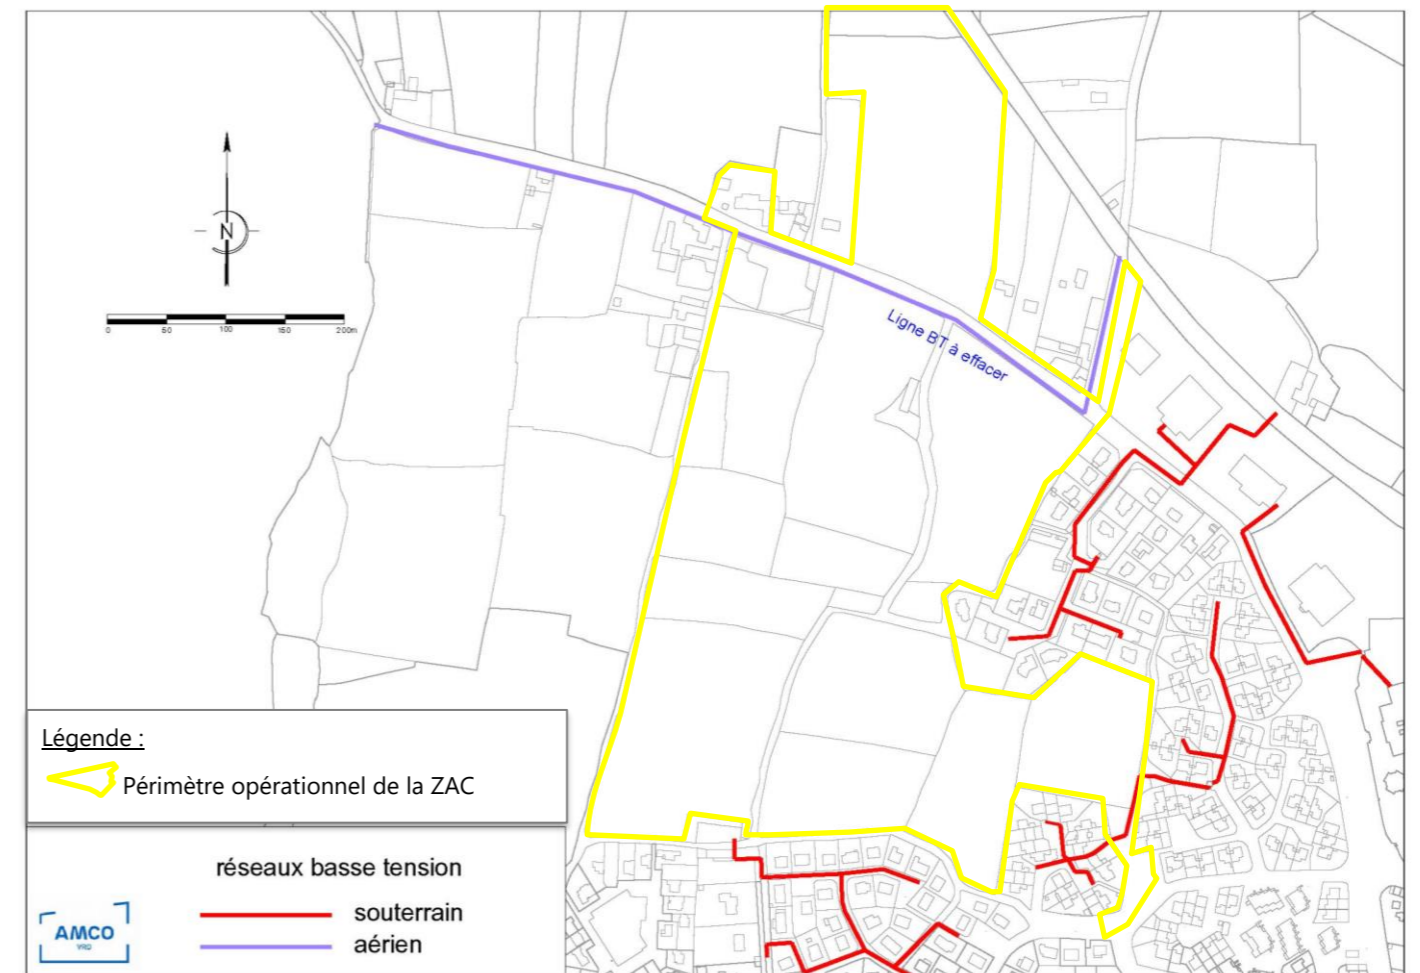 N
0 50 100 150 200m
Ligne BT à effacer
Légende :
Périmètre opérationnel de la ZAC
réseaux basse tension
souterrain
aérien
AMCO
VRD